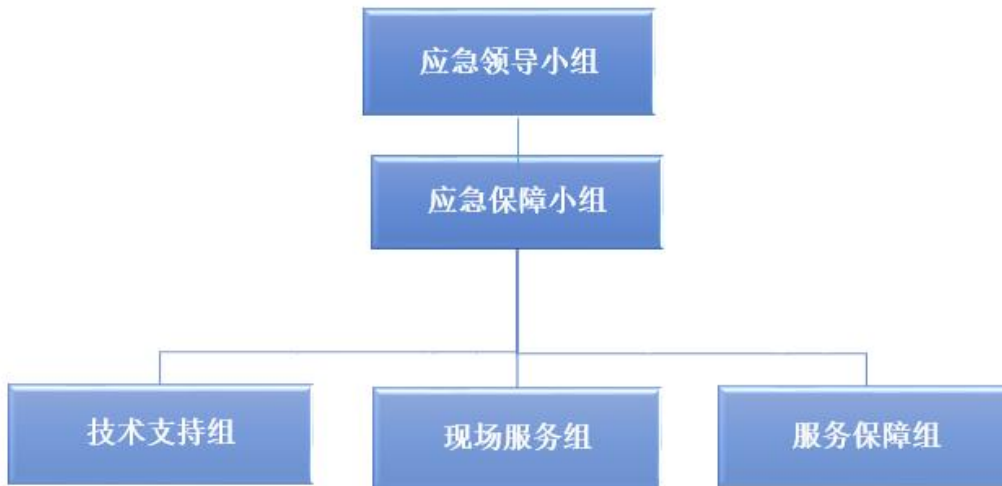 应急领导小组
应急保障小组
技术支持组
现场服务组
服务保障组